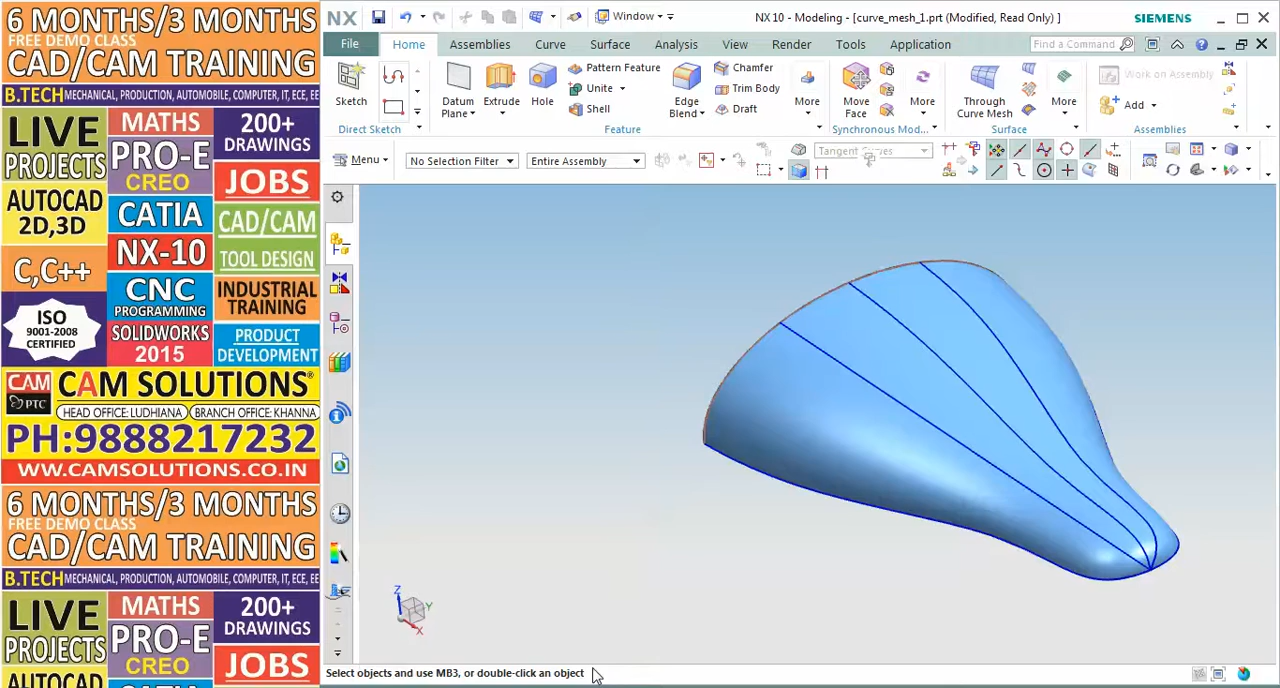 6 MONTHS/3 MONTHS
FREE DEMO CLASS
CAD/CAM TRAINING
B.TECH MECHANICAL, PRODUCTION, AUTOMOBILE, COMPUTER, IT, ECE, EE
LIVE PROJECTS
MATHS
200+ DRAWINGS
PRO-E
CREO
JOBS
AUTOCAD
2D,3D
CATIA
CAD/CAM
TOOL DESIGN
C,C++
NX-10
INDUSTRIAL TRAINING
CNC
PROGRAMMING
ISO
9001-2008
CERTIFIED
SOLIDWORKS
2015
PRODUCT DEVELOPMENT
CAM
PTC
CAM SOLUTIONS®
HEAD OFFICE: LUDHIANA
BRANCH OFFICE: KHANNA
PH:9888217232
WWW.CAMSOLUTIONS.CO.IN
6 MONTHS/3 MONTHS
FREE DEMO CLASS
CAD/CAM TRAINING
B.TECH MECHANICAL, PRODUCTION, AUTOMOBILE, COMPUTER, IT, ECE, EE
LIVE PROJECTS
MATHS
200+ DRAWINGS
PRO-E
CREO
JOBS
NX
Window
NX 10 - Modeling - [curve_mesh_1.prt (Modified, Read Only) ]
SIEMENS
File Home Assemblies Curve Surface Analysis View Render Tools Application
Find a Command
Sketch
Direct Sketch
Datum Plane
Extrude
Hole
Pattern Feature
Unite
Shell
Edge Blend
Chamfer
Trim Body
Draft
More
Feature
Move Face
More
Synchronous Mod...
Through Curve Mesh
More
Surface
Work on Assembly
Add
Assemblies
Menu
No Selection Filter
Entire Assembly
Tangent Curves
Z
Y
X
Select objects and use MB3, or double-click an object